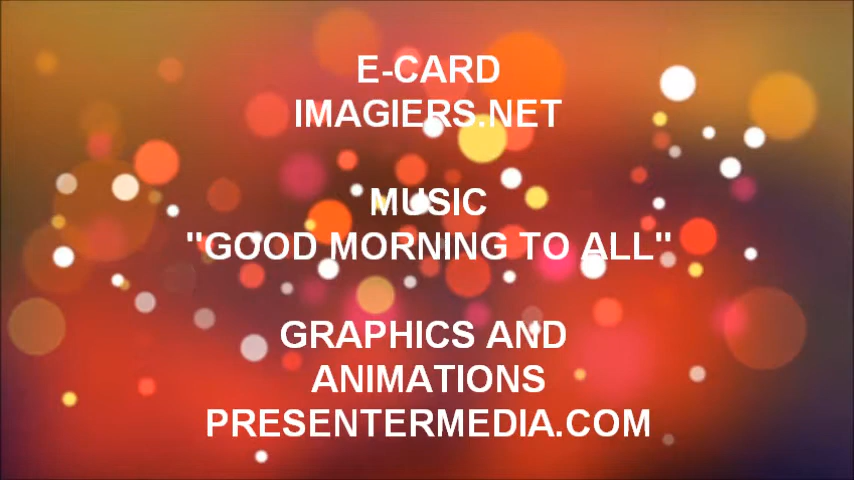 E-CARD
IMAGIERS.NET
MUSIC
"GOOD MORNING TO ALL"
GRAPHICS AND
ANIMATIONS
PRESENTERMEDIA.COM